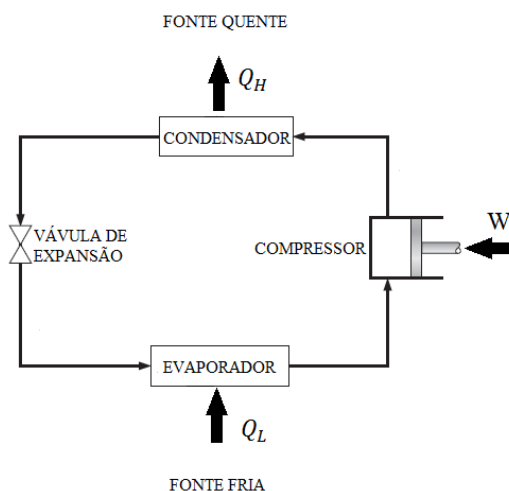 FONTE QUENTE
Q_H
CONDENSADOR
VÁVULA DE
EXPANSÃO
COMPRESSOR
W
EVAPORADOR
Q_L
FONTE FRIA